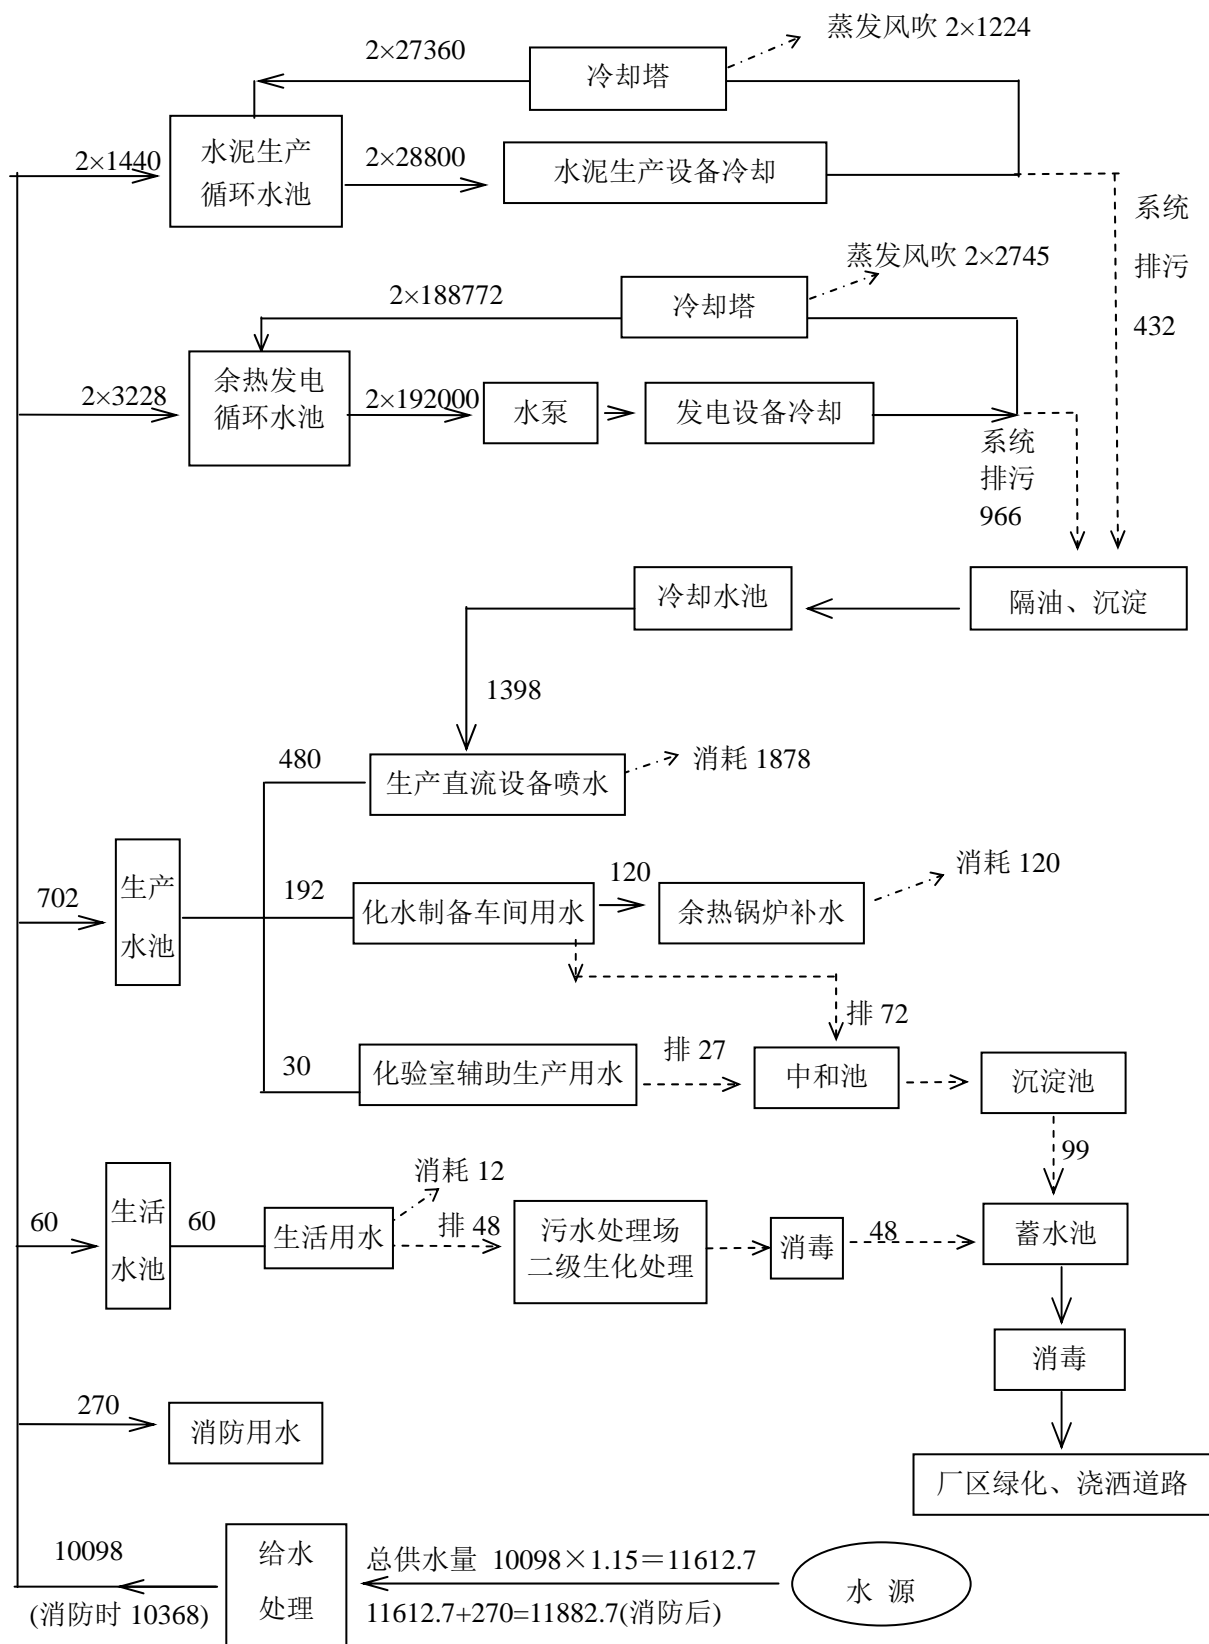 蒸发风吹 2×1224
2×27360
冷却塔
2×1440
水泥生产
循环水池
2×28800
水泥生产设备冷却
系统
排污
432
蒸发风吹 2×2745
2×188772
冷却塔
2×3228
余热发电
循环水池
2×192000
水泵
发电设备冷却
系统
排污
966
冷却水池
隔油、沉淀
1398
480
生产直流设备喷水
消耗 1878
702
生产
水池
192
化水制备车间用水
120
余热锅炉补水
消耗 120
排 72
30
化验室辅助生产用水
排 27
中和池
沉淀池
99
60
生活
水池
60
生活用水
消耗 12
排 48
污水处理场
二级生化处理
消毒
48
蓄水池
消毒
270
消防用水
厂区绿化、浇洒道路
10098
(消防时 10368)
给水
处理
总供水量 10098×1.15＝11612.7
11612.7+270=11882.7(消防后)
水 源